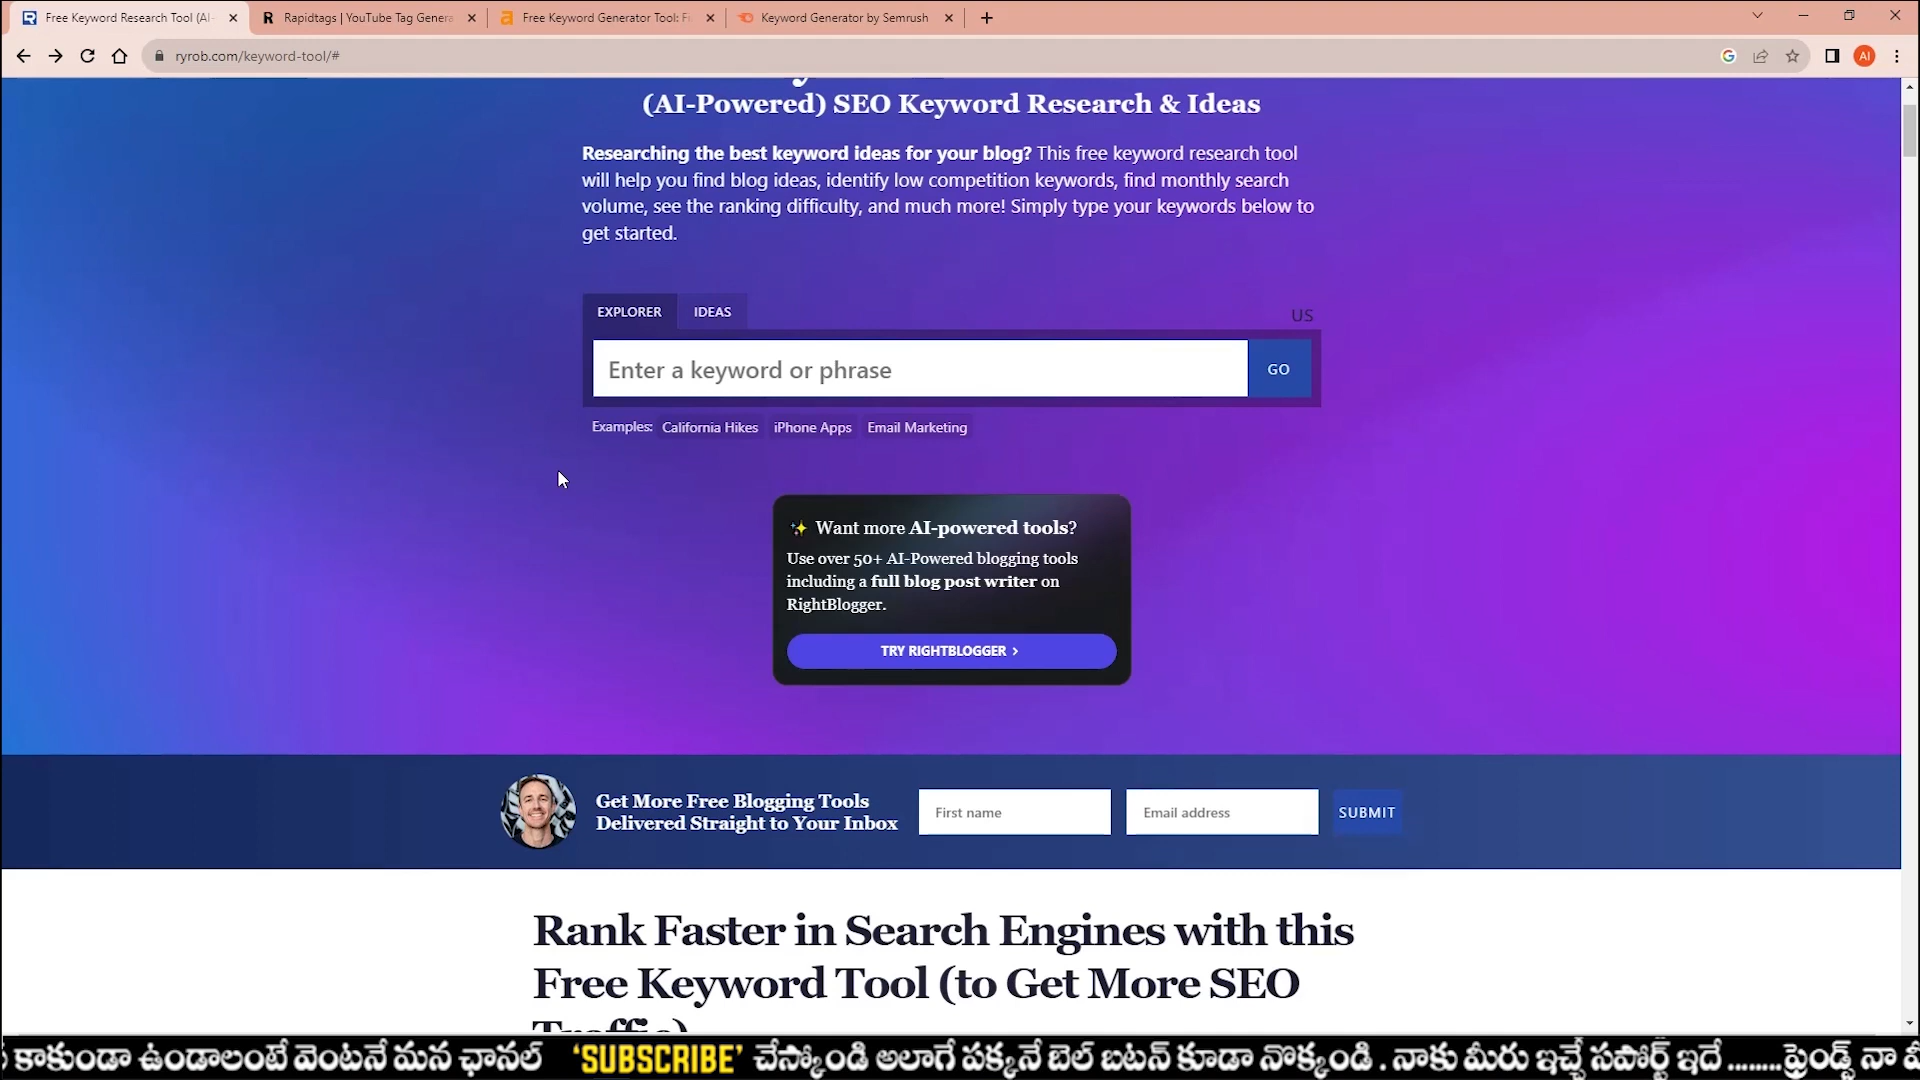 Free Keyword Research Tool (AI-
Rapidtags | YouTube Tag Genera
Free Keyword Generator Tool: Fi
Keyword Generator by Semrush
ryrob.com/keyword-tool/#
AI
(AI-Powered) SEO Keyword Research & Ideas
Researching the best keyword ideas for your blog? This free keyword research tool
will help you find blog ideas, identify low competition keywords, find monthly search
volume, see the ranking difficulty, and much more! Simply type your keywords below to
get started.
EXPLORER IDEAS US
Enter a keyword or phrase GO
Examples: California Hikes iPhone Apps Email Marketing
Want more AI-powered tools?
Use over 50+ AI-Powered blogging tools
including a full blog post writer on
RightBlogger.
TRY RIGHTBLOGGER >
Get More Free Blogging Tools
Delivered Straight to Your Inbox
First name Email address SUBMIT
Rank Faster in Search Engines with this
Free Keyword Tool (to Get More SEO
Traffic)
కాకుండా ఉండాలంటే వెంటనే మన ఛానల్ 'SUBSCRIBE' చేస్కోండి అలాగే పక్కనే బెల్ బటన్ కూడా నొక్కండి . నాకు మీరు ఇచ్చే సపోర్ట్ ఇదే ....... ఫ్రెండ్స్ నా